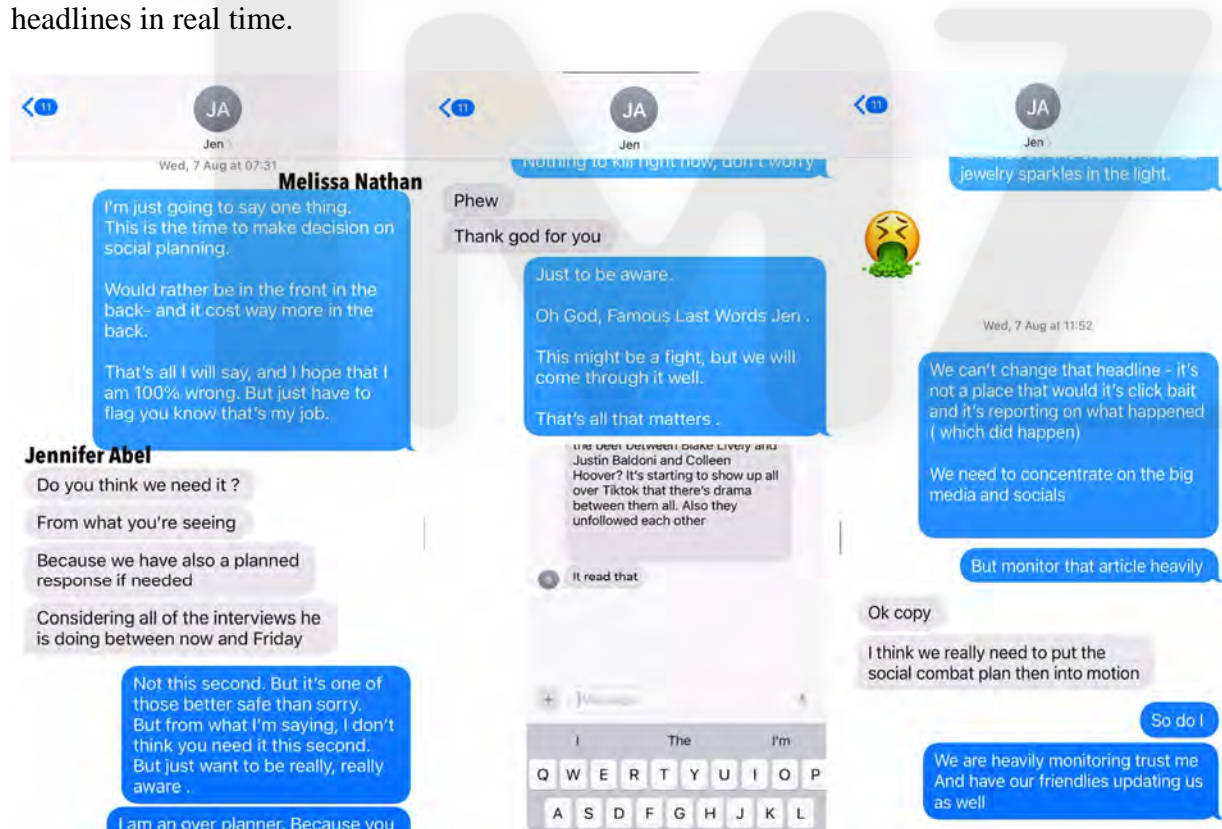 headlines in real time.
11
JA
Jen
Wed, 7 Aug at 07:31
Melissa Nathan
I'm just going to say one thing.
This is the time to make decision on
social planning.
Would rather be in the front in the
back- and it cost way more in the
back.
That's all I will say, and I hope that I
am 100% wrong. But just have to
flag you know that's my job.
Jennifer Abel
Do you think we need it ?
From what you're seeing
Because we have also a planned
response if needed
Considering all of the interviews he
is doing between now and Friday
Not this second. But it's one of
those better safe than sorry.
But from what I'm saying, I don't
think you need it this second.
But just want to be really, really
aware .
I am an over planner. Because you
11
JA
Jen
Nothing to kill right now, don't worry
Phew
Thank god for you
Just to be aware.
Oh God, Famous Last Words Jen .
This might be a fight, but we will
come through it well.
That's all that matters .
the beef between Blake Lively and
Justin Baldoni and Colleen
Hoover? It's starting to show up all
over Tiktok that there's drama
between them all. Also they
unfollowed each other
It read that
I The I'm
Q W E R T Y U I O P
A S D F G H J K L
11
JA
Jen
jewelry sparkles in the light.
Wed, 7 Aug at 11:52
We can't change that headline - it's
not a place that would it's click bait
and it's reporting on what happened
( which did happen)
We need to concentrate on the big
media and socials
But monitor that article heavily
Ok copy
I think we really need to put the
social combat plan then into motion
So do I
We are heavily monitoring trust me
And have our friendlies updating us
as well